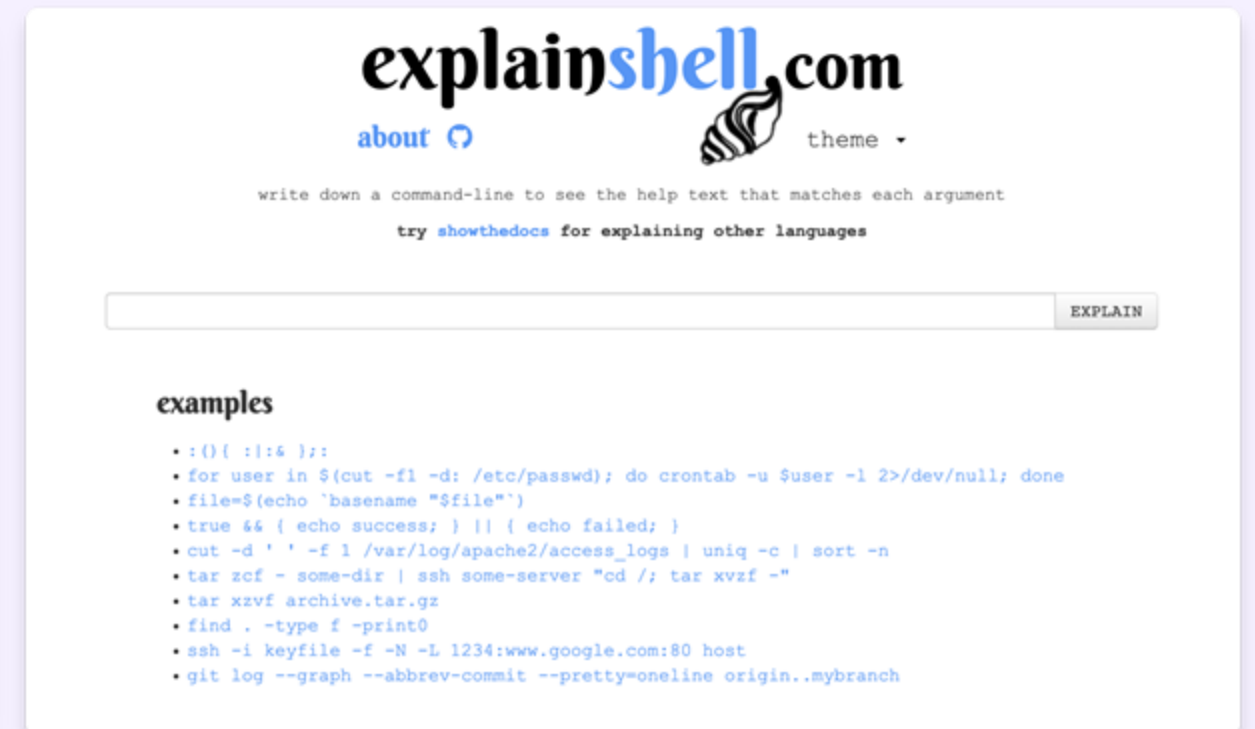 explainshell.com
about theme
write down a command-line to see the help text that matches each argument
try showthedocs for explaining other languages
EXPLAIN
examples
:(){ :|:& };:
for user in $(cut -f1 -d: /etc/passwd); do crontab -u $user -l 2>/dev/null; done
file=$(echo `basename "$file"`)
true && { echo success; } || { echo failed; }
cut -d ' ' -f 1 /var/log/apache2/access_logs | uniq -c | sort -n
tar zcf - some-dir | ssh some-server "cd /; tar xvzf -"
tar xzvf archive.tar.gz
find . -type f -print0
ssh -i keyfile -f -N -L 1234:www.google.com:80 host
git log --graph --abbrev-commit --pretty=oneline origin..mybranch